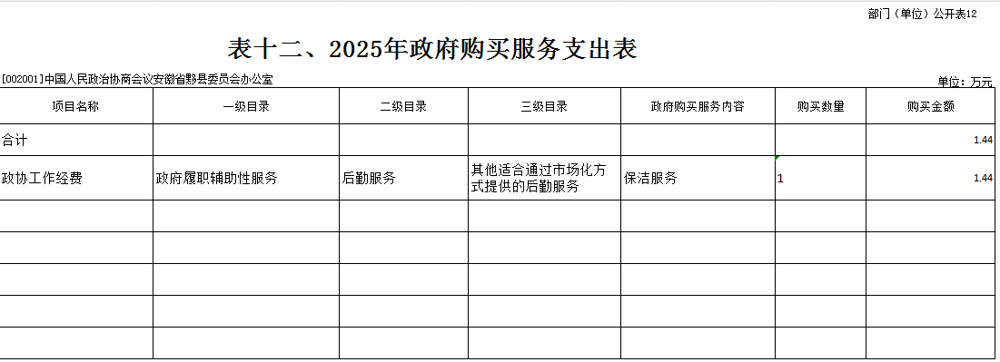 部门（单位）公开表12
表十二、2025年政府购买服务支出表
[002001]中国人民政治协商会议安徽省黟县委员会办公室
单位：万元
项目名称 一级目录 二级目录 三级目录 政府购买服务内容 购买数量 购买金额
合计 1.44
政协工作经费 政府履职辅助性服务 后勤服务 其他适合通过市场化方 保洁服务 1 1.44
式提供的后勤服务